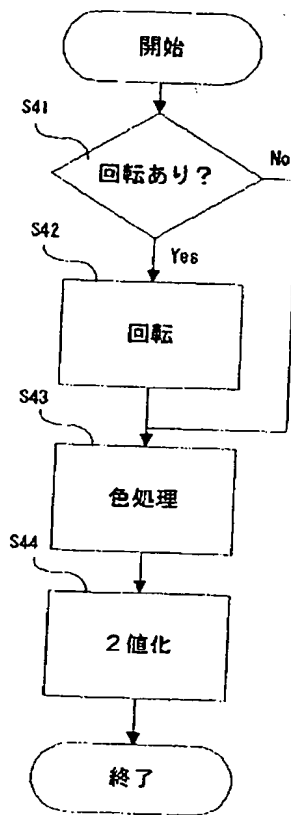 開始
S41
回転あり?
No
Yes
S42
回転
S43
色処理
S44
2値化
終了